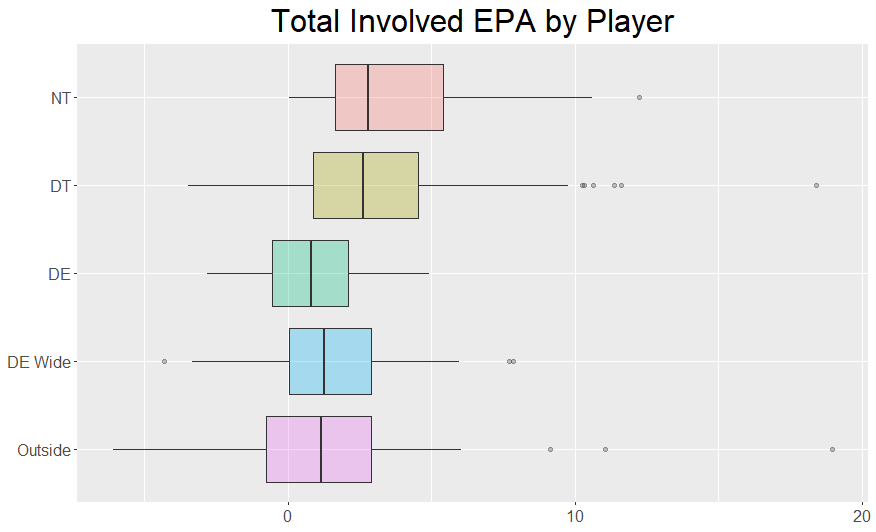 Total Involved EPA by Player
NT
DT
DE
DE Wide
Outside
0
10
20